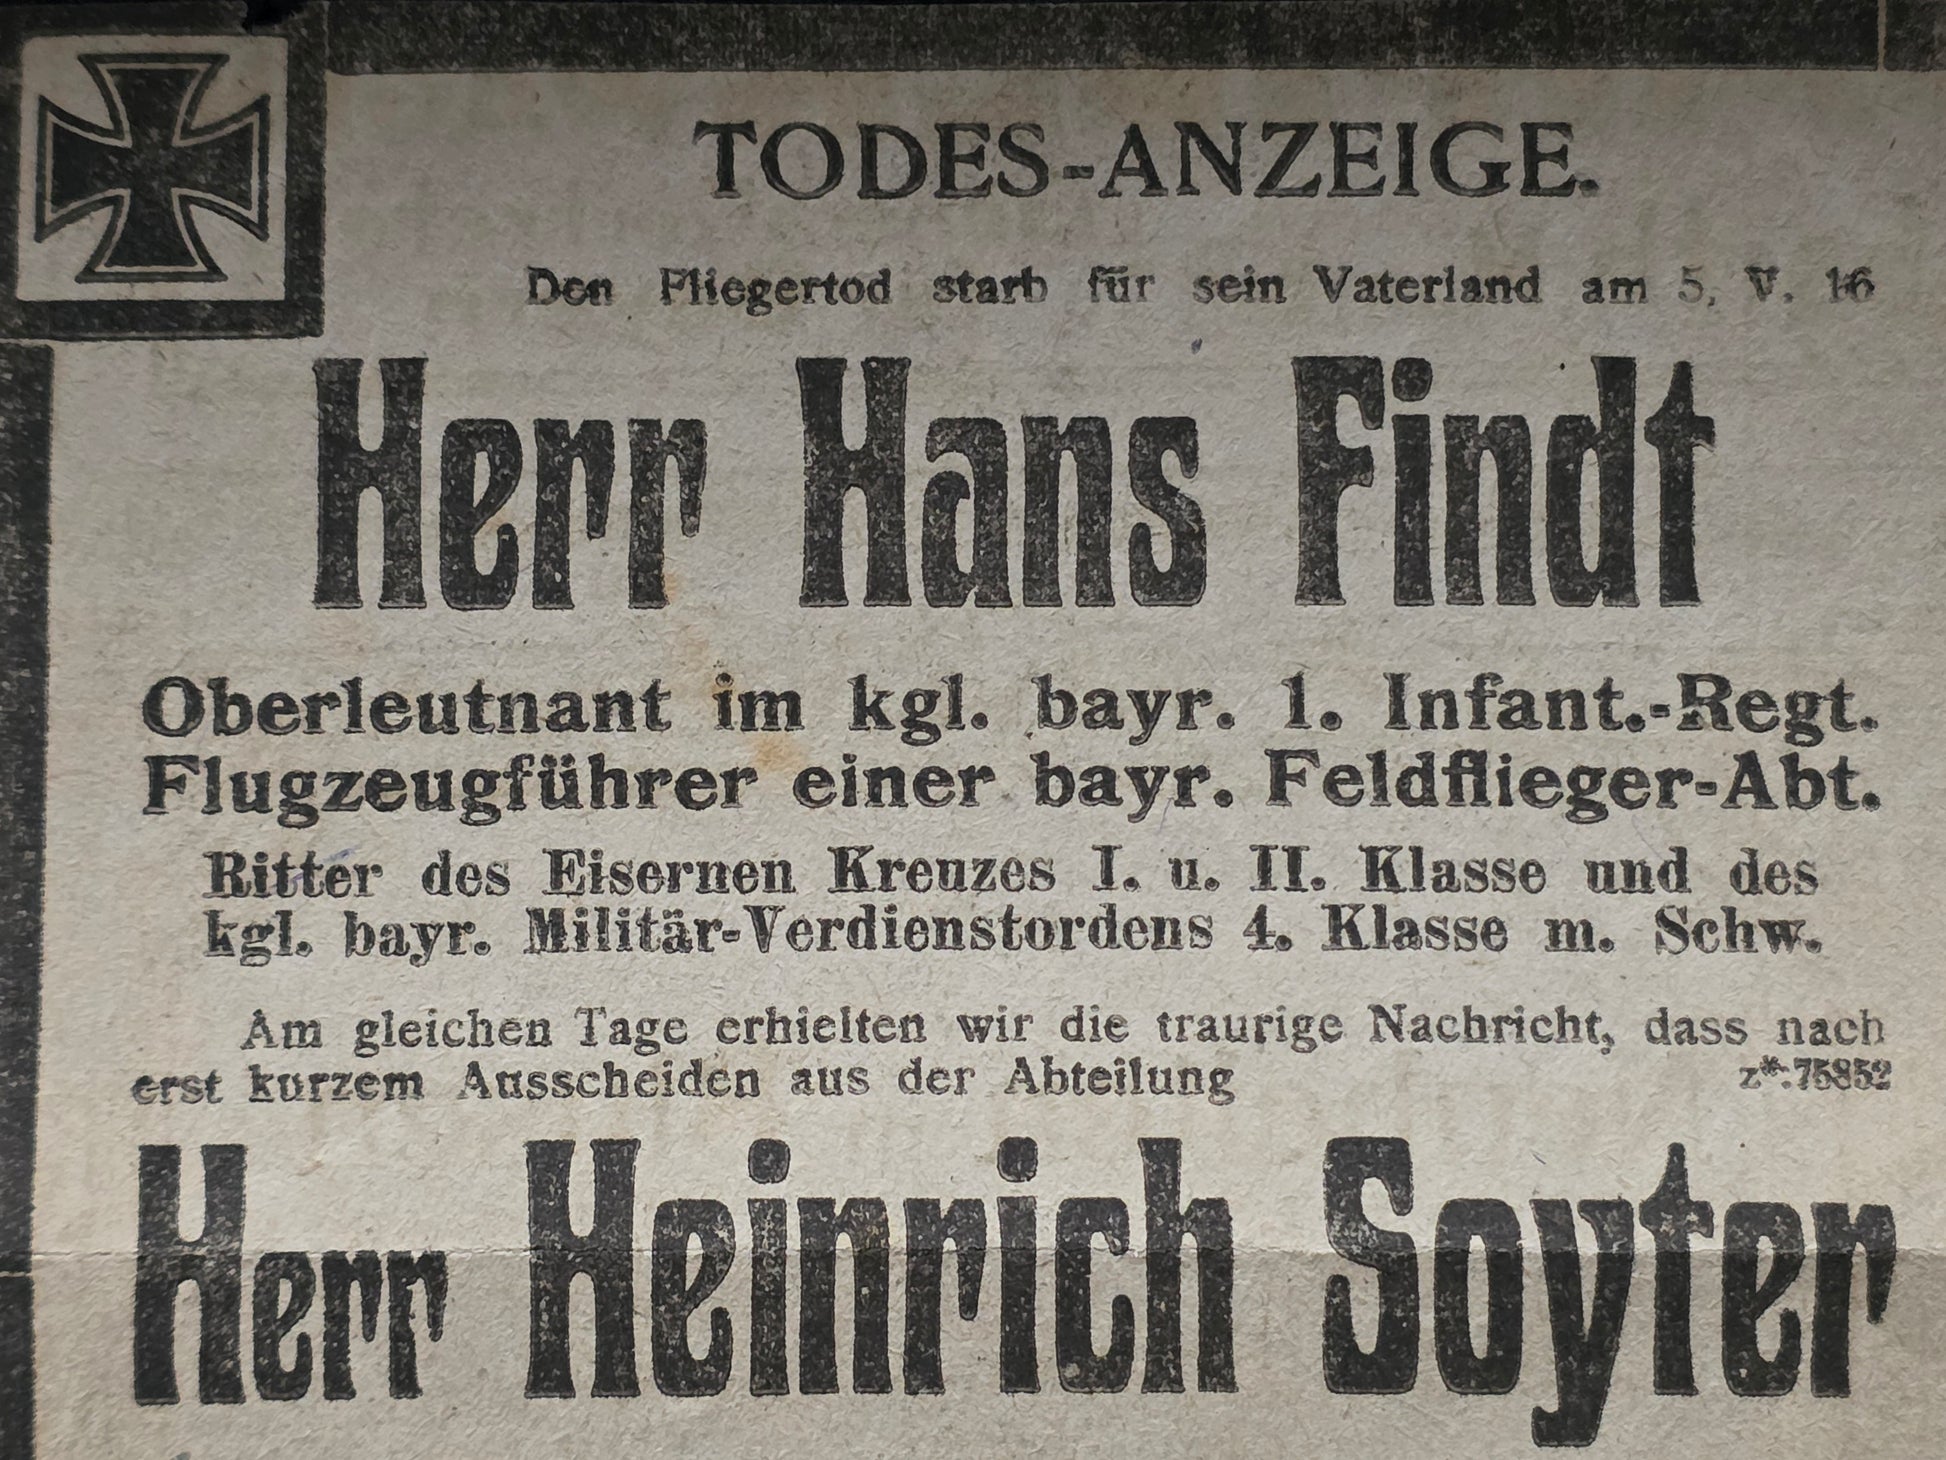 TODES-ANZEIGE.
Den Fliegertod starb für sein Vaterland am 5. V. 16
Herr Hans Findt
Oberleutnant im kgl. bayr. 1. Infant.-Regt.
Flugzeugführer einer bayr. Feldflieger-Abt.
Ritter des Eisernen Kreuzes I. u. II. Klasse und des
kgl. bayr. Militär-Verdienstordens 4. Klasse m. Schw.
Am gleichen Tage erhielten wir die traurige Nachricht, dass nach
erst kurzem Ausscheiden aus der Abteilung z*:75852
Herr Heinrich Soyter